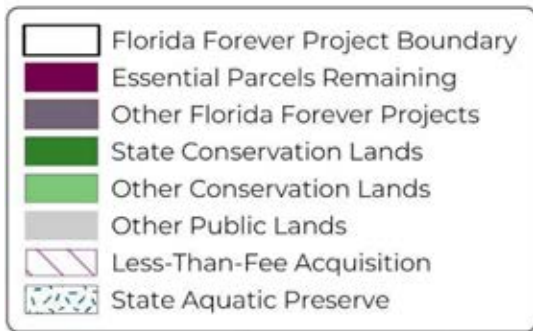 Florida Forever Project Boundary
Essential Parcels Remaining
Other Florida Forever Projects
State Conservation Lands
Other Conservation Lands
Other Public Lands
Less-Than-Fee Acquisition
State Aquatic Preserve